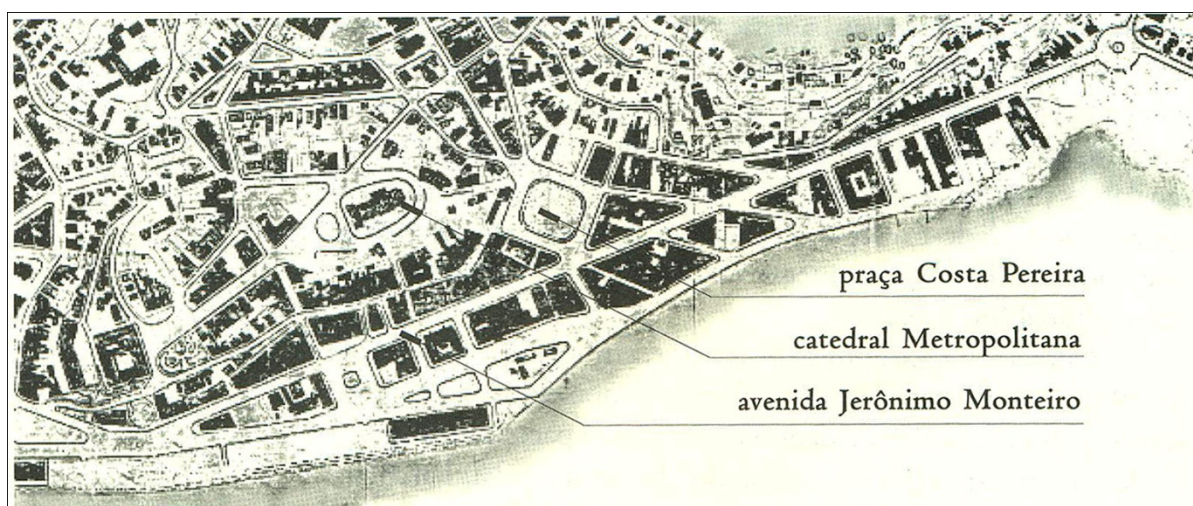 praça Costa Pereira
catedral Metropolitana
avenida Jerônimo Monteiro